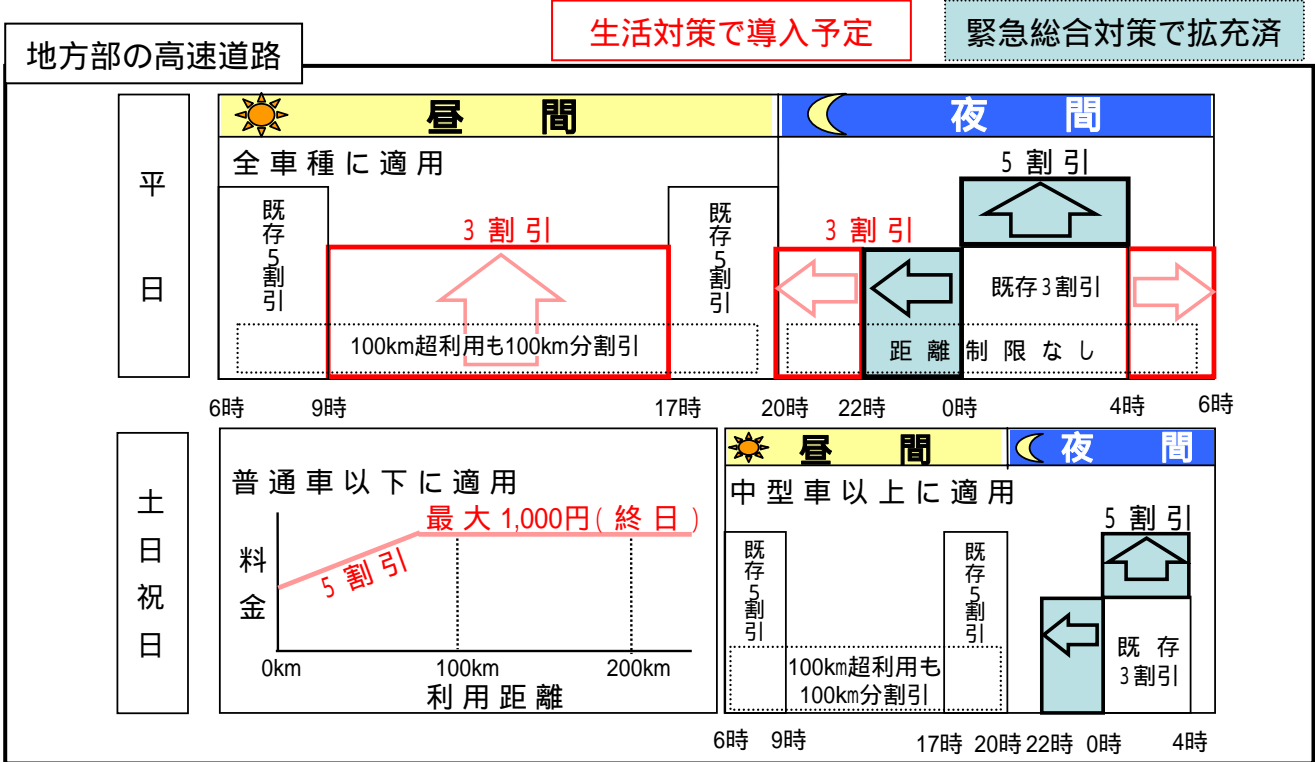 生活対策で導入予定
緊急総合対策で拡充済
地方部の高速道路
平日
昼間
夜間
全車種に適用
5割引
既存5割引
3割引
既存5割引
3割引
既存3割引
100km超利用も100km分割引
距離制限なし
6時
9時
17時
20時
22時
0時
4時
6時
土日祝日
普通車以下に適用
最大1,000円(終日)
5割引
料金
0km
100km
200km
利用距離
昼間
夜間
中型車以上に適用
5割引
既存5割引
既存5割引
既存
3割引
100km超利用も
100km分割引
6時
9時
17時
20時
22時
0時
4時